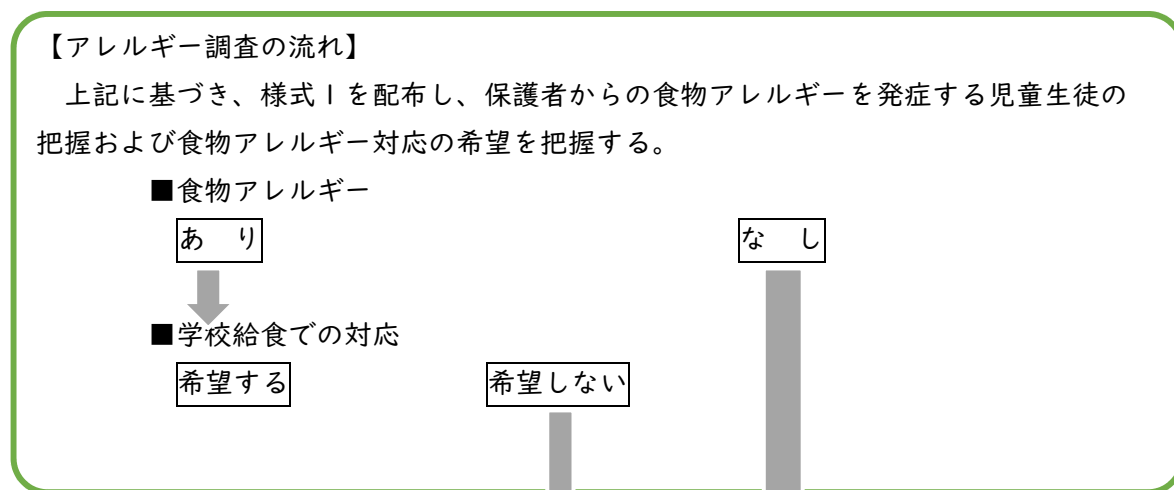 【アレルギー調査の流れ】
上記に基づき、様式１を配布し、保護者からの食物アレルギーを発症する児童生徒の
把握および食物アレルギー対応の希望を把握する。
■食物アレルギー
あ　り
な　し
■学校給食での対応
希望する
希望しない